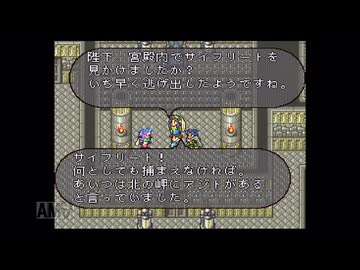 陛下、宮殿内でサイフリートを
見かけましたか?
いち早く逃げ出したようですね。
サイフリート!
何としても捕まえなければ。
あいつは北の岬にアジトがある
と言っていました。